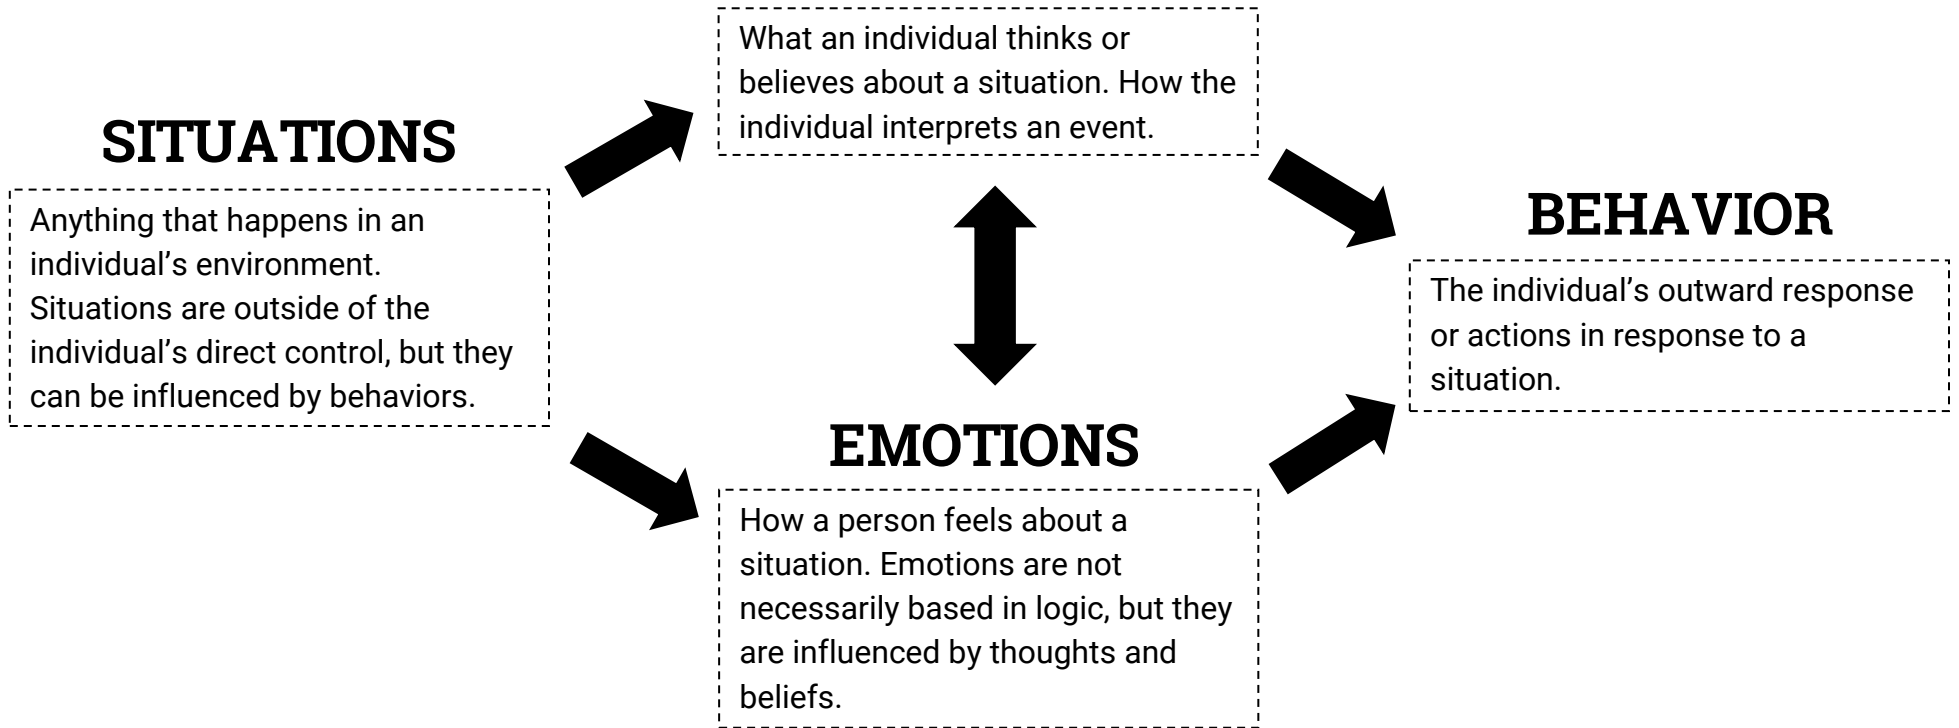 What an individual thinks or
believes about a situation. How the
individual interprets an event.
SITUATIONS
Anything that happens in an
individual’s environment.
Situations are outside of the
individual’s direct control, but they
can be influenced by behaviors.
BEHAVIOR
The individual’s outward response
or actions in response to a
situation.
EMOTIONS
How a person feels about a
situation. Emotions are not
necessarily based in logic, but they
are influenced by thoughts and
beliefs.